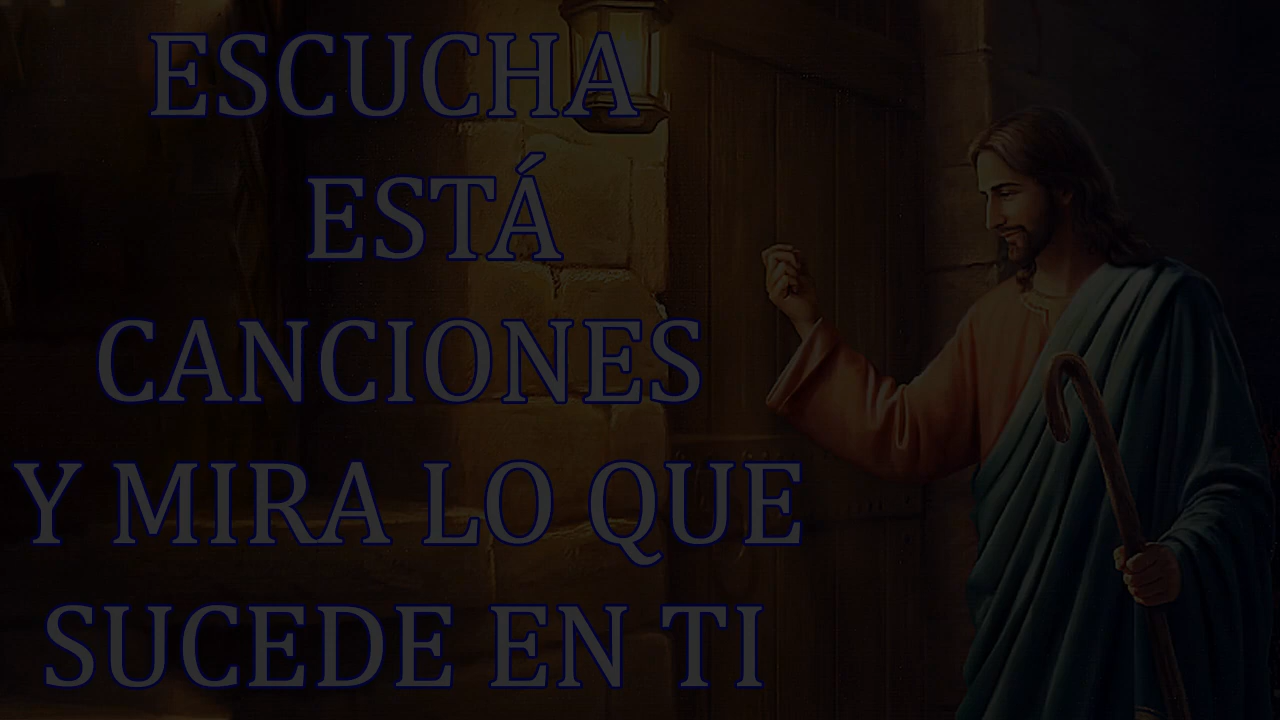 ESCUCHA
ESTÁ
CANCIONES
Y MIRA LO QUE
SUCEDE EN TI